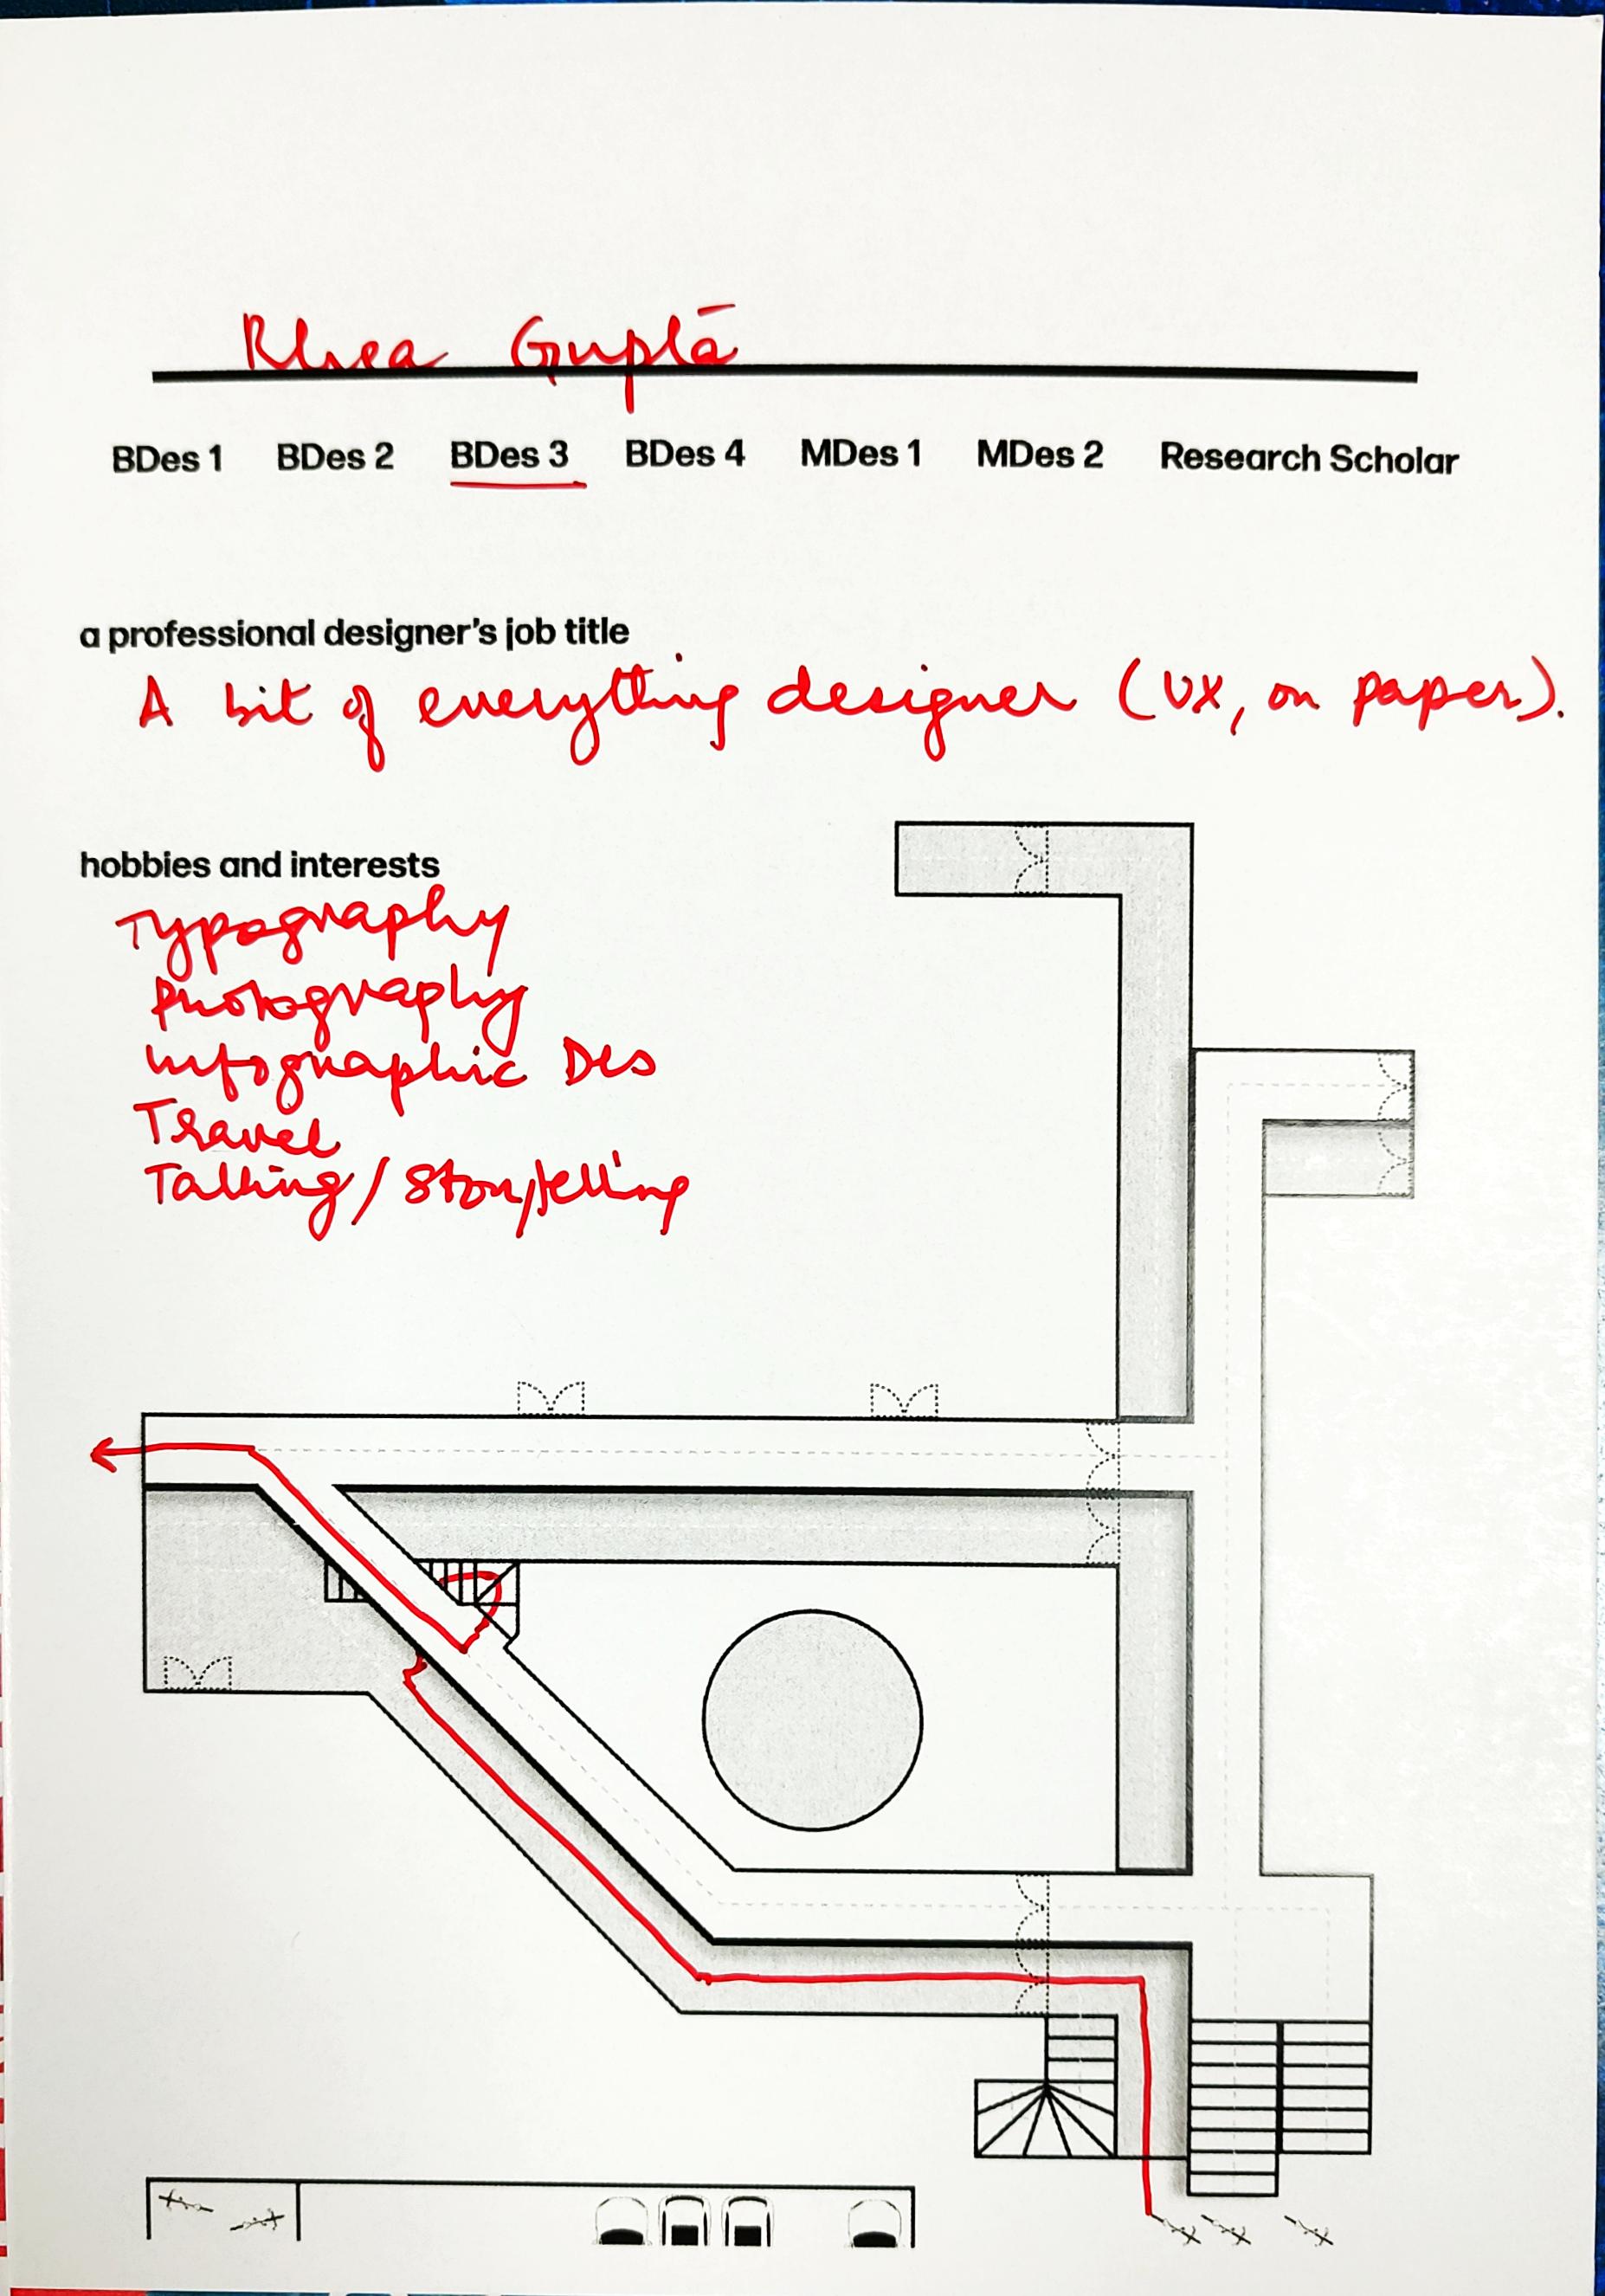 Rhea Gupta
BDes 1 BDes 2 BDes 3 BDes 4 MDes 1 MDes 2 Research Scholar
a professional designer's job title
A bit of everything designer (UX, on paper).
hobbies and interests
Typography
Photography
Infographic Des
Travel
Talking/storytelling